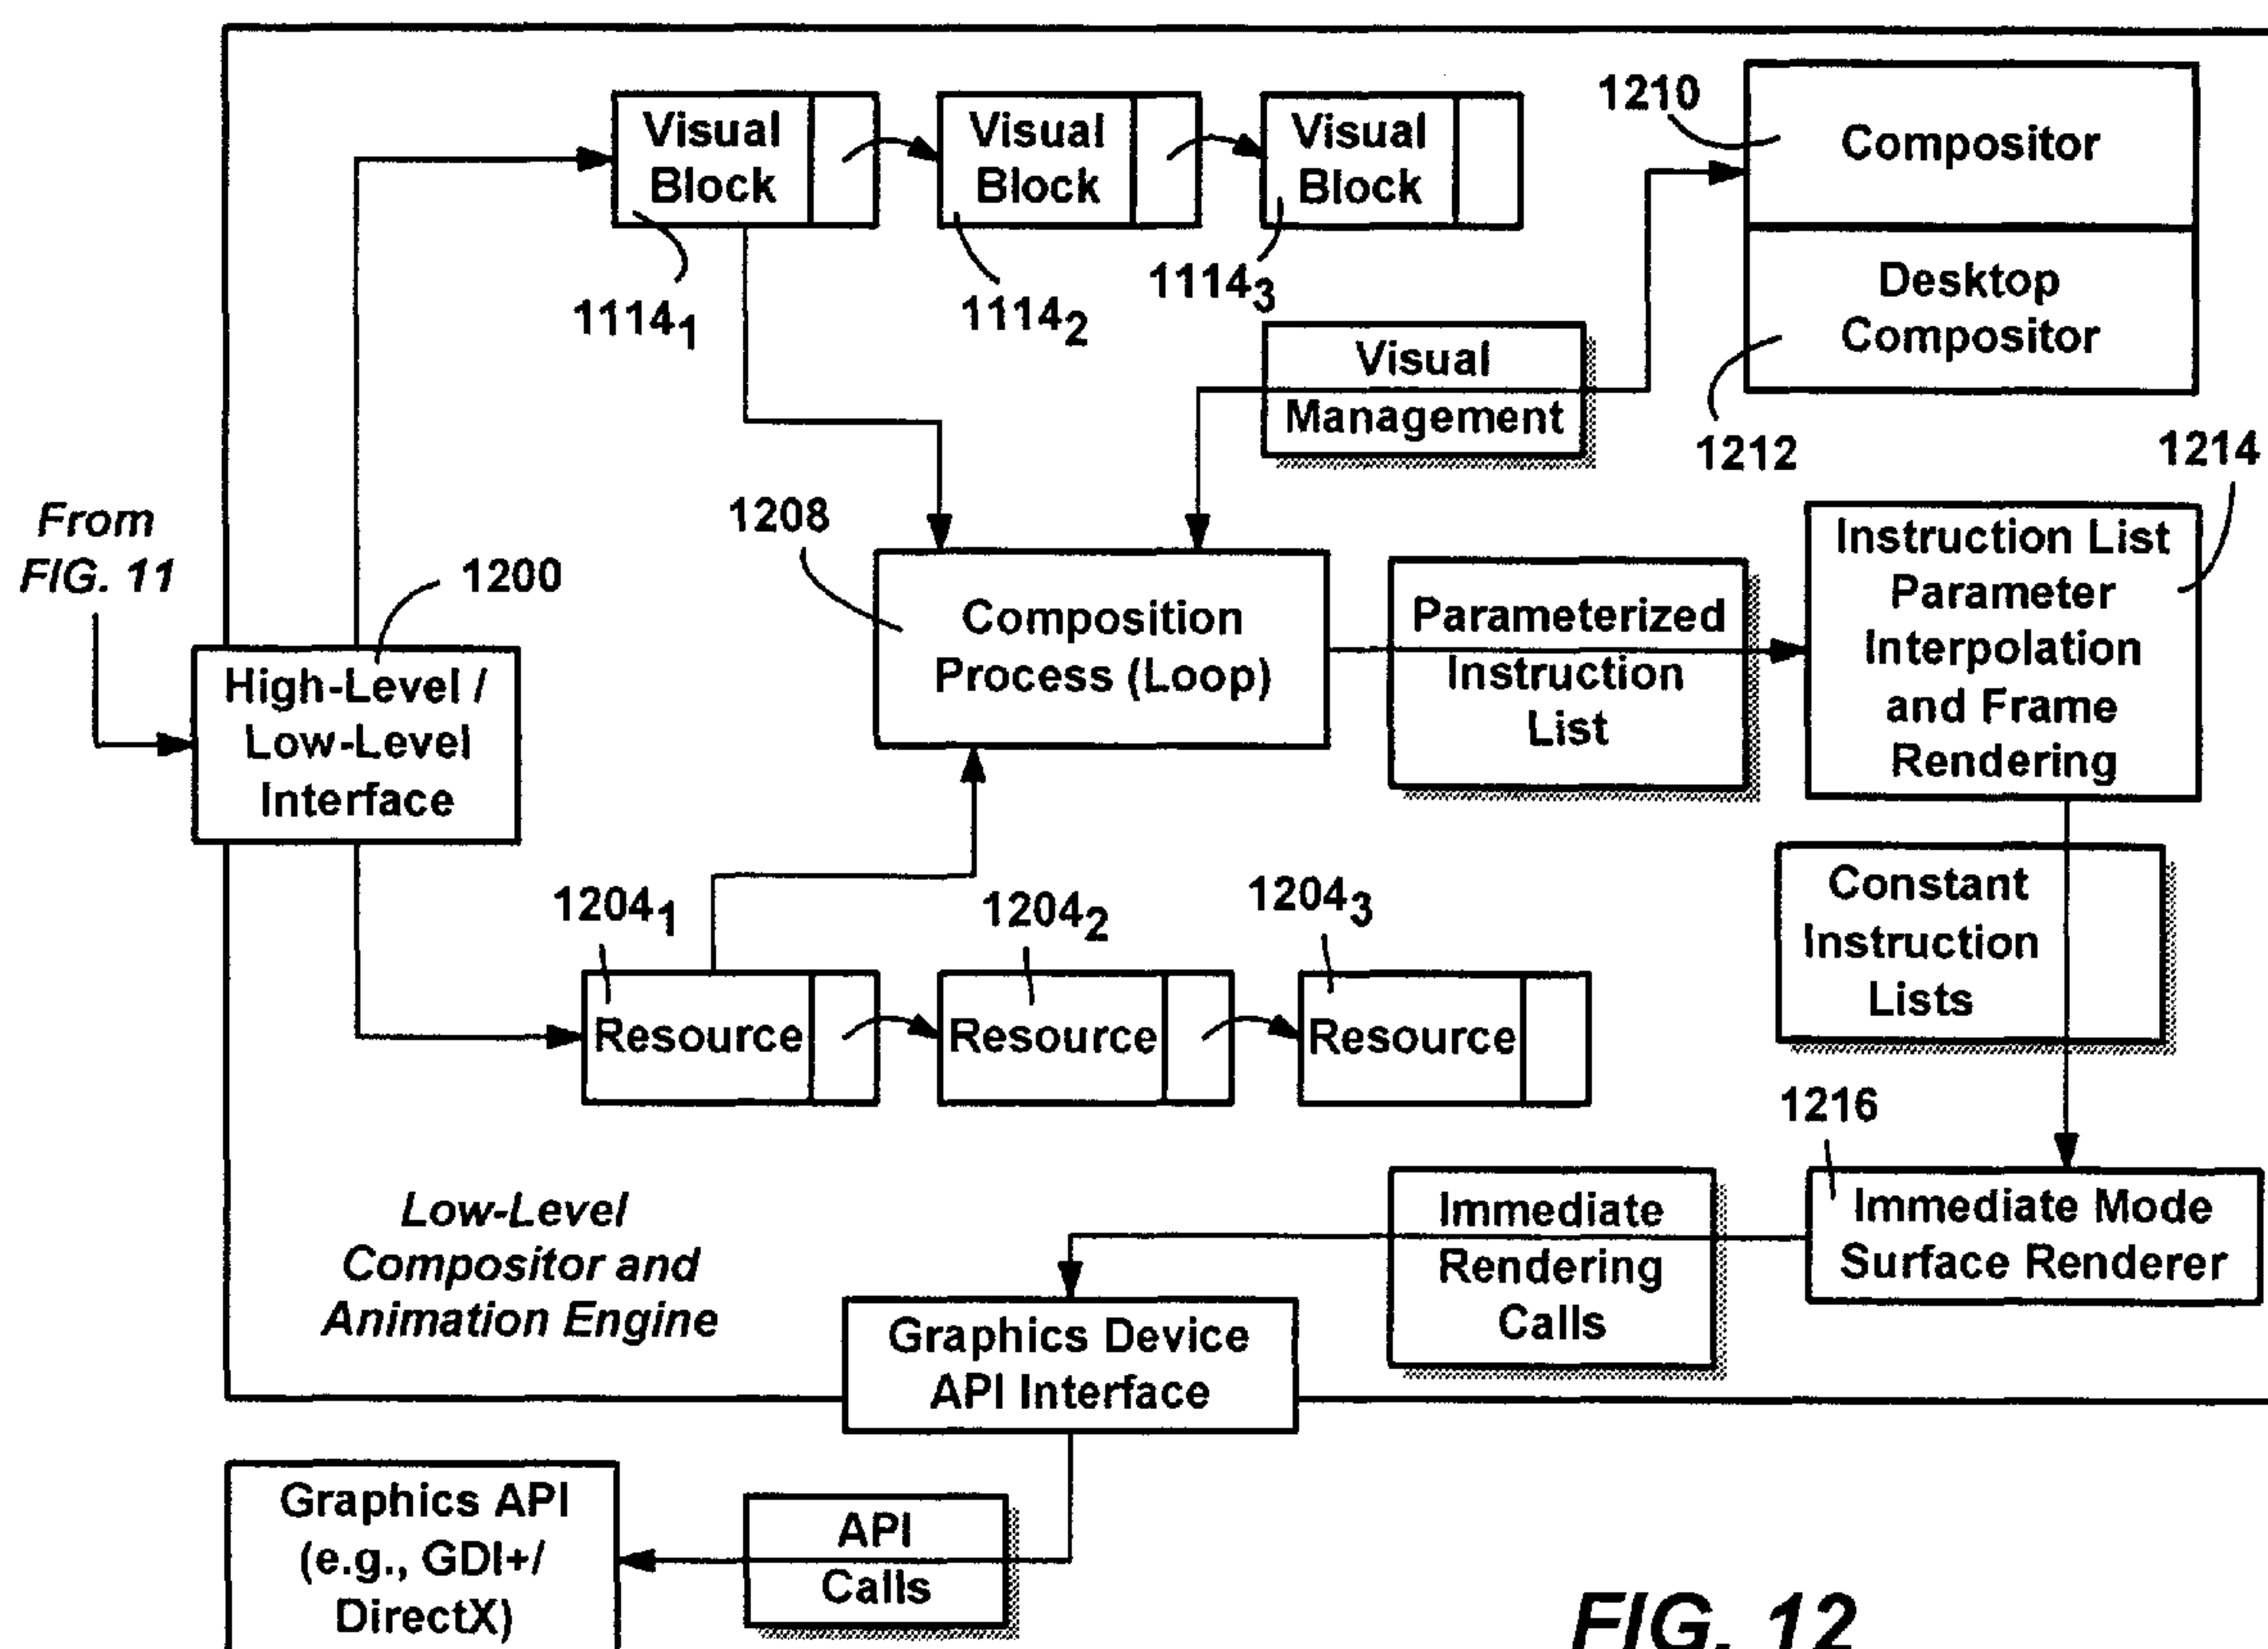 1210
Visual
Block
Visual
Block
Visual
Block
Compositor
1114₁
1114₂
1114₃
Desktop
Compositor
Visual
Management
1212
1214
From
FIG. 11
1200
1208
Composition
Process (Loop)
Parameterized
Instruction
List
Instruction List
Parameter
Interpolation
and Frame
Rendering
High-Level /
Low-Level
Interface
Constant
Instruction
Lists
1204₁
1204₂
1204₃
Resource
Resource
Resource
1216
Low-Level
Compositor and
Animation Engine
Immediate
Rendering
Calls
Immediate Mode
Surface Renderer
Graphics Device
API Interface
Graphics API
(e.g., GDI+/
DirectX)
API
Calls
FIG. 12